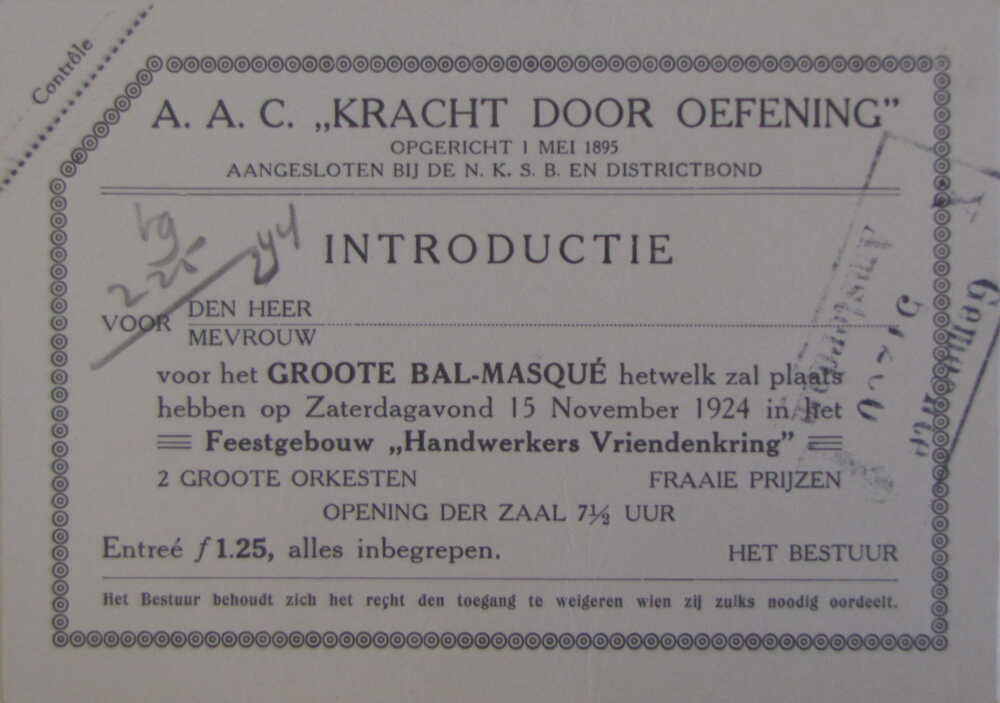 Contrôle
A. A. C. „KRACHT DOOR OEFENING”
OPGERICHT 1 MEI 1895
AANGESLOTEN BIJ DE N. K. S. B. EN DISTRICTBOND
INTRODUCTIE
VOOR DEN HEER
MEVROUW
voor het GROOTE BAL-MASQUÉ hetwelk zal plaats
hebben op Zaterdagavond 15 November 1924 in het
Feestgebouw „Handwerkers Vriendenkring”
2 GROOTE ORKESTEN FRAAIE PRIJZEN
OPENING DER ZAAL 7½ UUR
Entreé ƒ 1.25, alles inbegrepen. HET BESTUUR
Het Bestuur behoudt zich het recht den toegang te weigeren wien zij zulks noodig oordeelt.